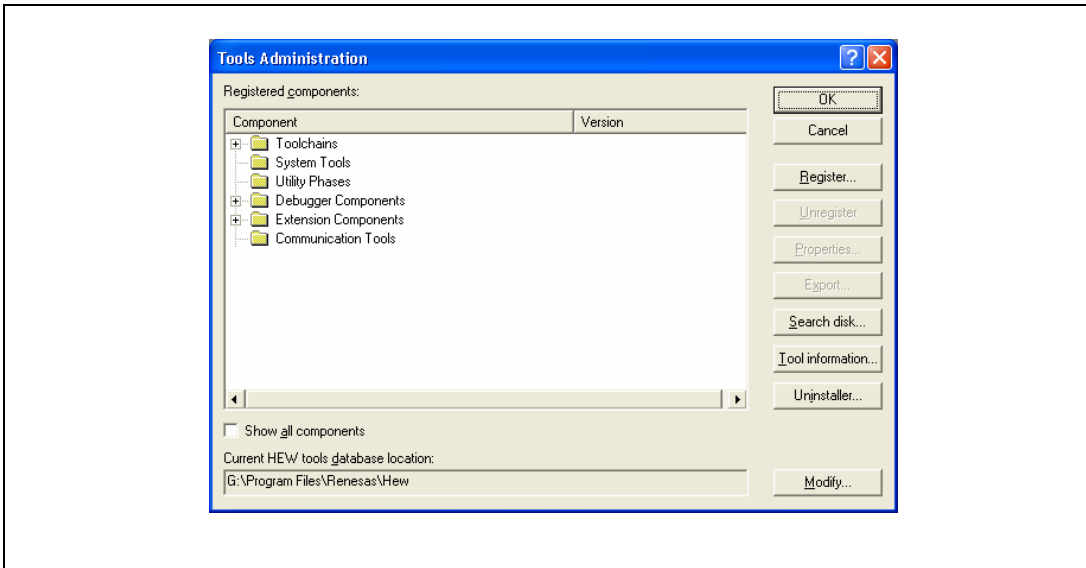 Tools Administration
Registered components:
Component Version
Toolchains
System Tools
Utility Phases
Debugger Components
Extension Components
Communication Tools
Show all components
Current HEW tools database location:
G:\Program Files\Renesas\Hew
OK
Cancel
Register...
Unregister
Properties...
Export...
Search disk...
Tool information...
Uninstaller...
Modify...